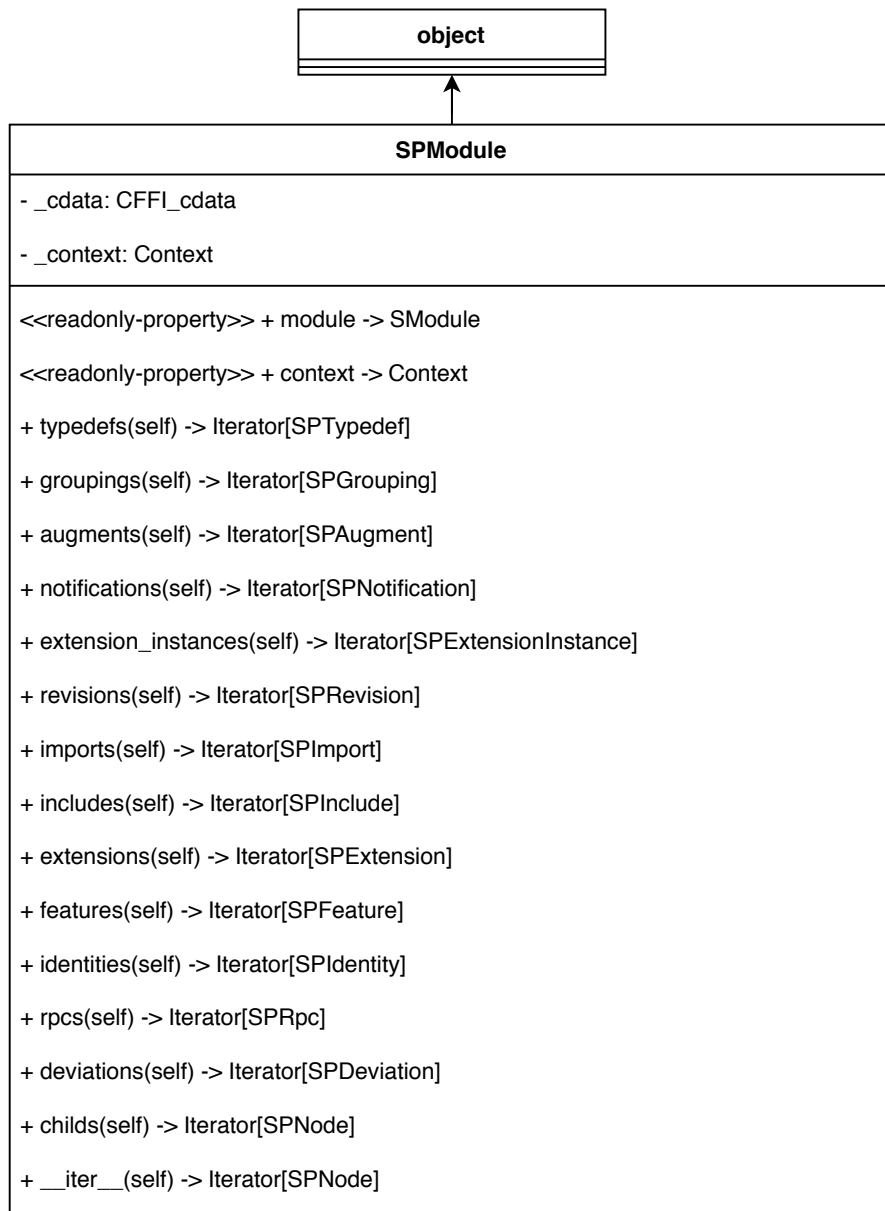 object
SPModule
- _cdata: CFFI_cdata
- _context: Context
<<readonly-property>> + module -> SModule
<<readonly-property>> + context -> Context
+ typedefs(self) -> Iterator[SPTypedef]
+ groupings(self) -> Iterator[SPGrouping]
+ augments(self) -> Iterator[SPAugment]
+ notifications(self) -> Iterator[SPNotification]
+ extension_instances(self) -> Iterator[SPExtensionInstance]
+ revisions(self) -> Iterator[SPRevision]
+ imports(self) -> Iterator[SPImport]
+ includes(self) -> Iterator[SPInclude]
+ extensions(self) -> Iterator[SPExtension]
+ features(self) -> Iterator[SPFeature]
+ identities(self) -> Iterator[SPIdentity]
+ rpcs(self) -> Iterator[SPRpc]
+ deviations(self) -> Iterator[SPDeviation]
+ childs(self) -> Iterator[SPNode]
+ __iter__(self) -> Iterator[SPNode]